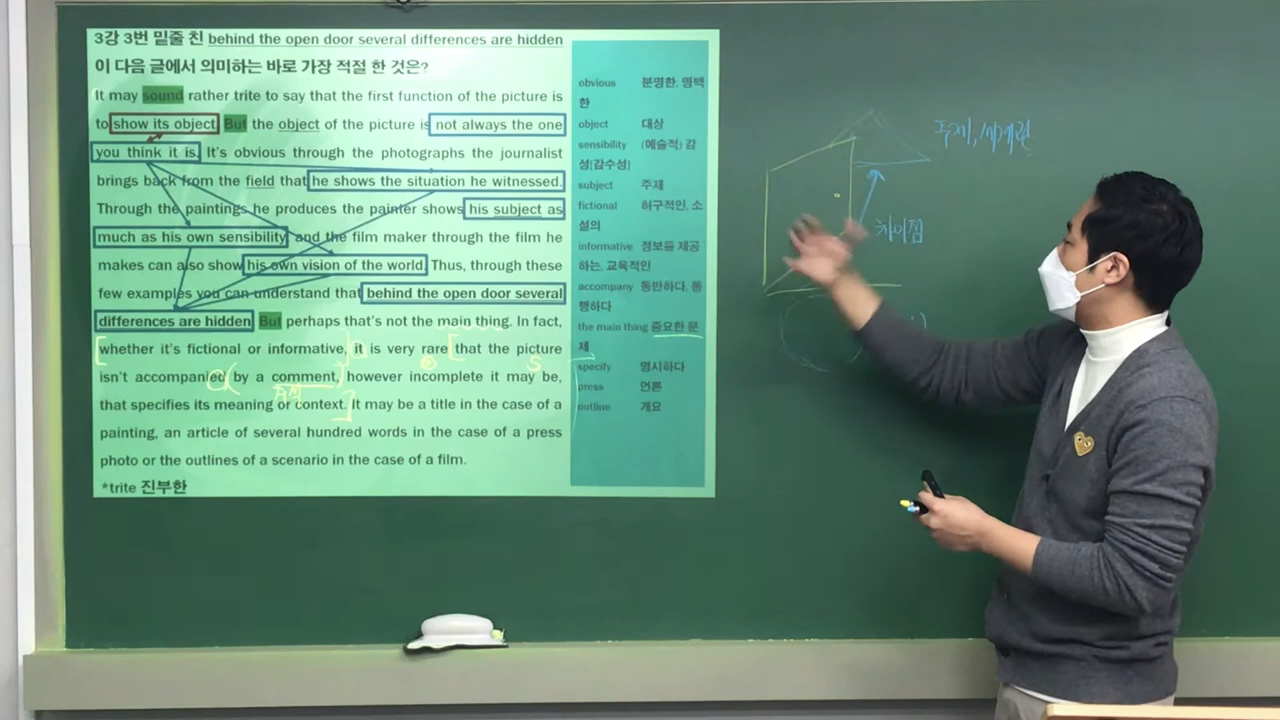 3강 3번 밑줄 친 behind the open door several differences are hidden
이 다음 글에서 의미하는 바로 가장 적절 한 것은?
It may sound rather trite to say that the first function of the picture is
to show its object. But the object of the picture is not always the one
you think it is. It's obvious through the photographs the journalist
brings back from the field that he shows the situation he witnessed.
Through the paintings he produces the painter shows his subject as
much as his own sensibility and the film maker through the film he
makes can also show his own vision of the world. Thus, through these
few examples you can understand that behind the open door several
differences are hidden. But perhaps that's not the main thing. In fact,
whether it's fictional or informative, it is very rare that the picture
isn't accompanied by a comment, however incomplete it may be,
that specifies its meaning or context. It may be a title in the case of a
painting, an article of several hundred words in the case of a press
photo or the outlines of a scenario in the case of a film.
*trite 진부한
obvious 분명한, 명백
한
object 대상
sensibility (예술적) 감
성[감수성]
subject 주제
fictional 허구적인, 소
설의
informative 정보를 제공
하는, 교육적인
accompany 동반하다, 동
행하다
the main thing 중요한 문
제
specify 명시하다
press 언론
outline 개요
주제, 세계관
차이점
S